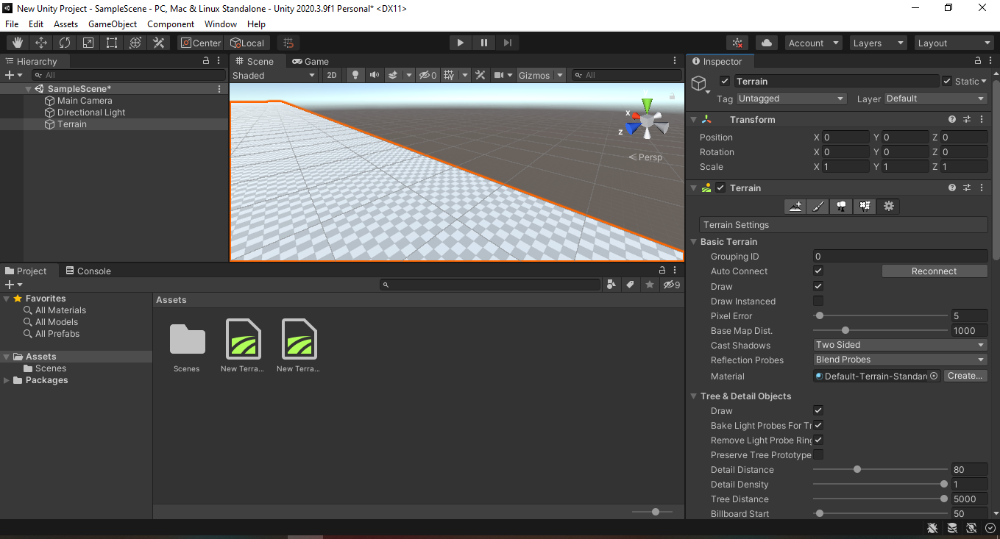 New Unity Project - SampleScene - PC, Mac & Linux Standalone - Unity 2020.3.9f1 Personal* <DX11>
File Edit Assets GameObject Component Window Help
Center Local Account Layers Layout
Hierarchy
All
SampleScene*
Main Camera
Directional Light
Terrain
Scene Game
Shaded 2D 0 Gizmos All
y
x
z
Persp
Inspector
Terrain Static
Tag Untagged Layer Default
Transform
Position X 0 Y 0 Z 0
Rotation X 0 Y 0 Z 0
Scale X 1 Y 1 Z 1
Terrain
Terrain Settings
Basic Terrain
Grouping ID 0
Auto Connect Reconnect
Draw
Draw Instanced
Pixel Error 5
Base Map Dist. 1000
Cast Shadows Two Sided
Reflection Probes Blend Probes
Material Default-Terrain-Standard Create...
Tree & Detail Objects
Draw
Bake Light Probes For Tr
Remove Light Probe Ring
Preserve Tree Prototype
Detail Distance 80
Detail Density 1
Tree Distance 5000
Billboard Start 50
Project Console
9
Favorites
All Materials
All Models
All Prefabs
Assets
Scenes
Packages
Assets
Scenes New Terra... New Terra...